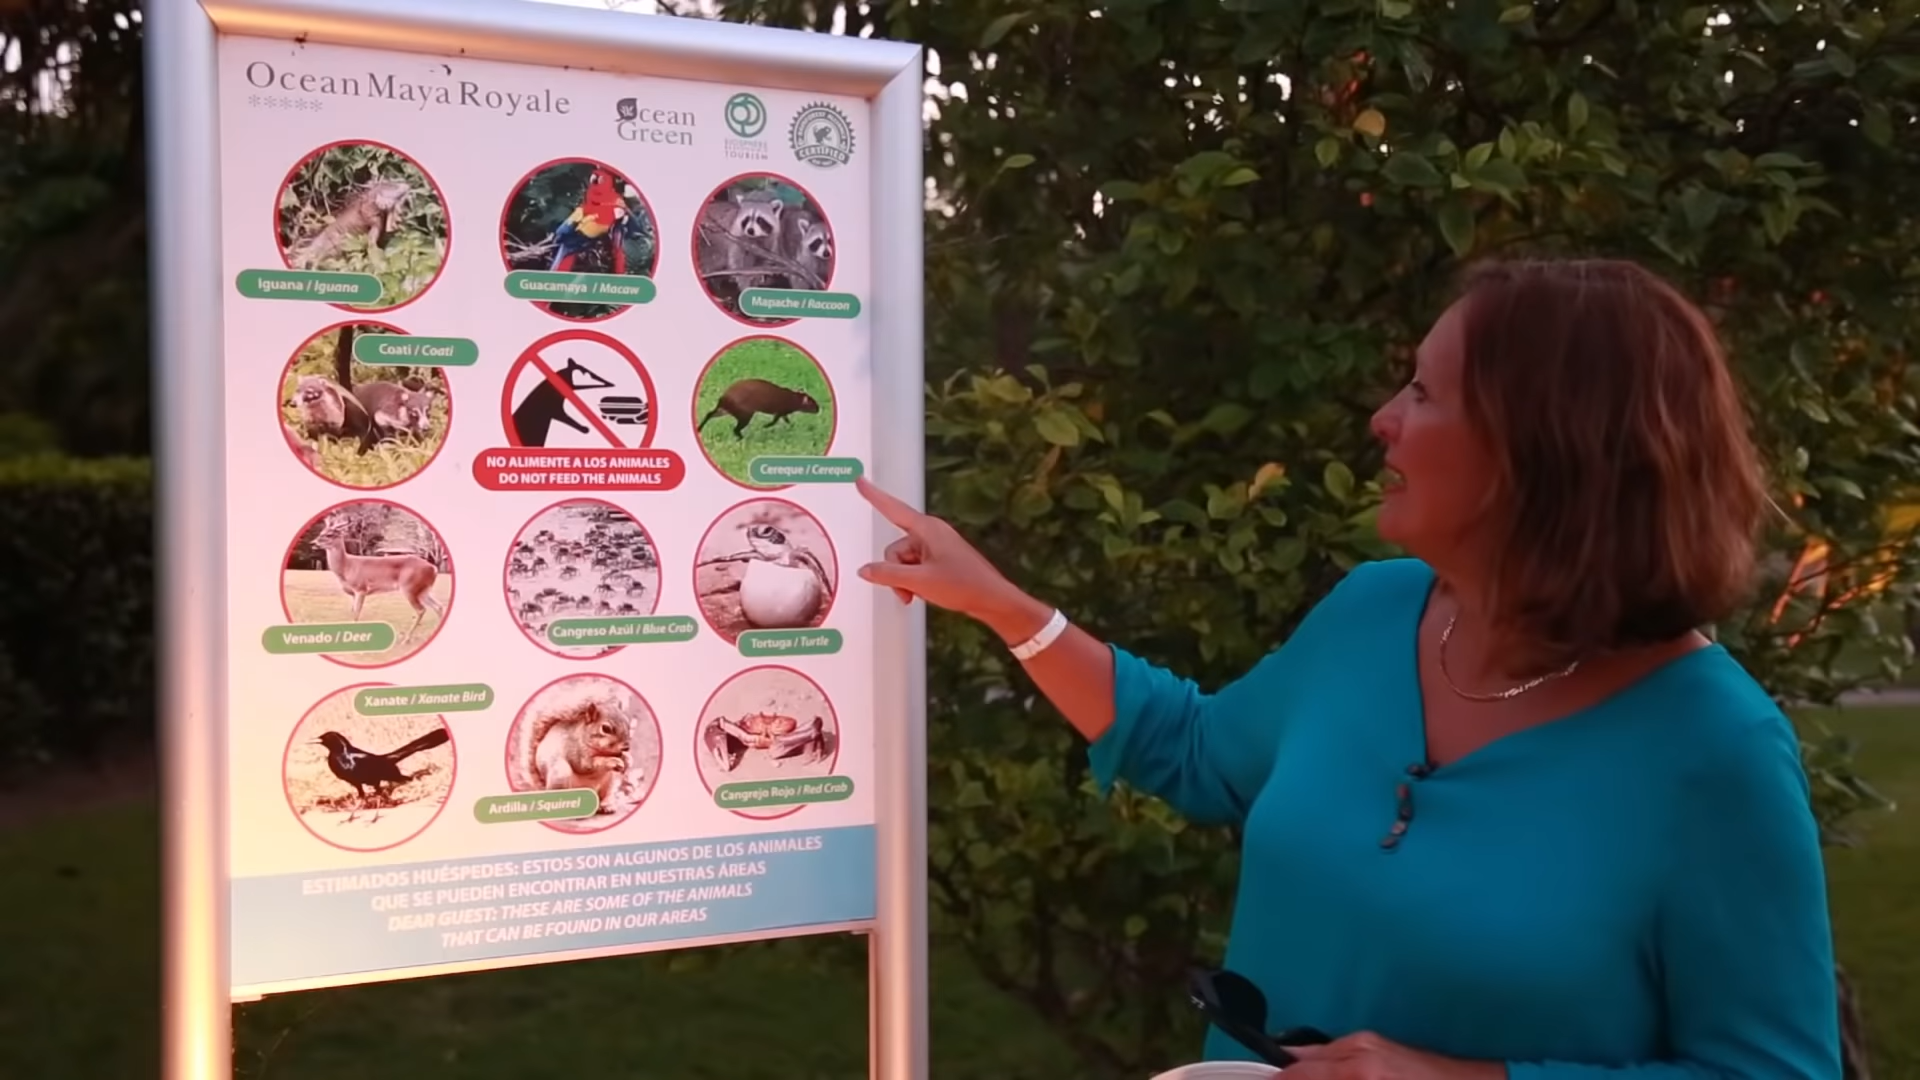 Ocean Maya Royale
*****
Ocean
Green
BIOSPHERE
TOURISM
CERTIFIED
Iguana / Iguana
Guacamaya / Macaw
Mapache / Raccoon
Coati / Coati
NO ALIMENTE A LOS ANIMALES
DO NOT FEED THE ANIMALS
Cereque / Cereque
Venado / Deer
Cangreso Azúl / Blue Crab
Tortuga / Turtle
Xanate / Xanate Bird
Ardilla / Squirrel
Cangrejo Rojo / Red Crab
ESTIMADOS HUÉSPEDES: ESTOS SON ALGUNOS DE LOS ANIMALES
QUE SE PUEDEN ENCONTRAR EN NUESTRAS ÁREAS
DEAR GUEST: THESE ARE SOME OF THE ANIMALS
THAT CAN BE FOUND IN OUR AREAS